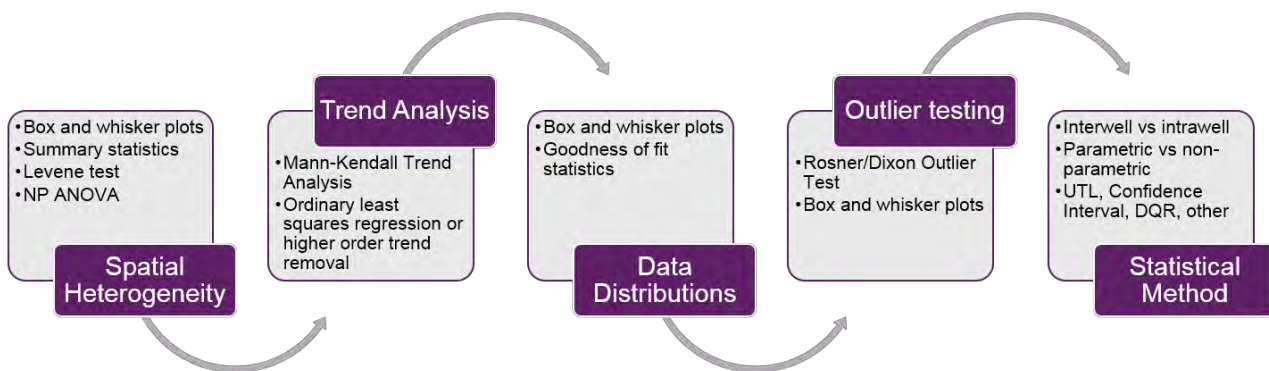 •Box and whisker plots
•Summary statistics
•Levene test
•NP ANOVA
Spatial
Heterogeneity
Trend Analysis
•Mann-Kendall Trend
Analysis
•Ordinary least
squares regression or
higher order trend
removal
•Box and whisker plots
•Goodness of fit
statistics
Data
Distributions
Outlier testing
•Rosner/Dixon Outlier
Test
•Box and whisker plots
•Interwell vs intrawell
•Parametric vs non-
parametric
•UTL, Confidence
Interval, DQR, other
Statistical
Method